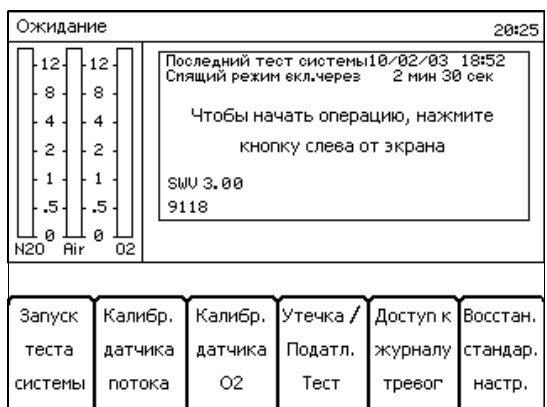 Ожидание 20:25
12 12
8 8
4 4
2 2
1 1
.5 .5
0 0
N2O Air O2
Последний тест системы10/02/03 18:52
Спящий режим вкл.через 2 мин 30 сек
Чтобы начать операцию, нажмите
кнопку слева от экрана
SWV 3.00
9118
Запуск теста системы
Калибр. датчика потока
Калибр. датчика O2
Утечка / Податл. Тест
Доступ к журналу тревог
Восстан. стандар. настр.